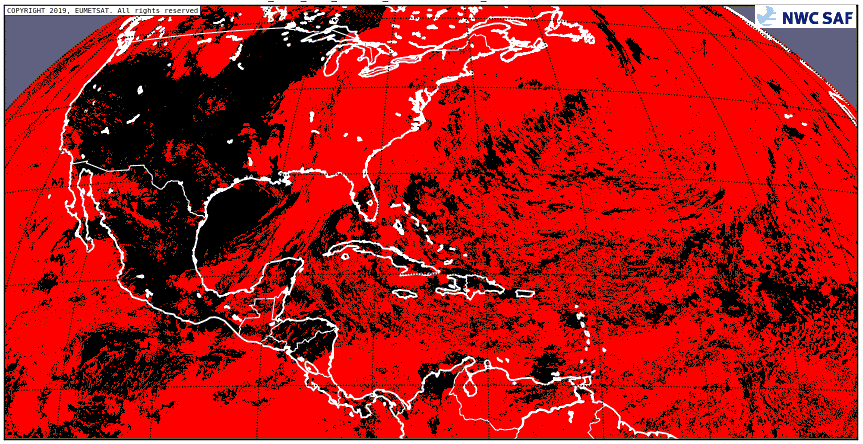 COPYRIGHT 2019, EUMETSAT. All rights reserved
NWC SAF